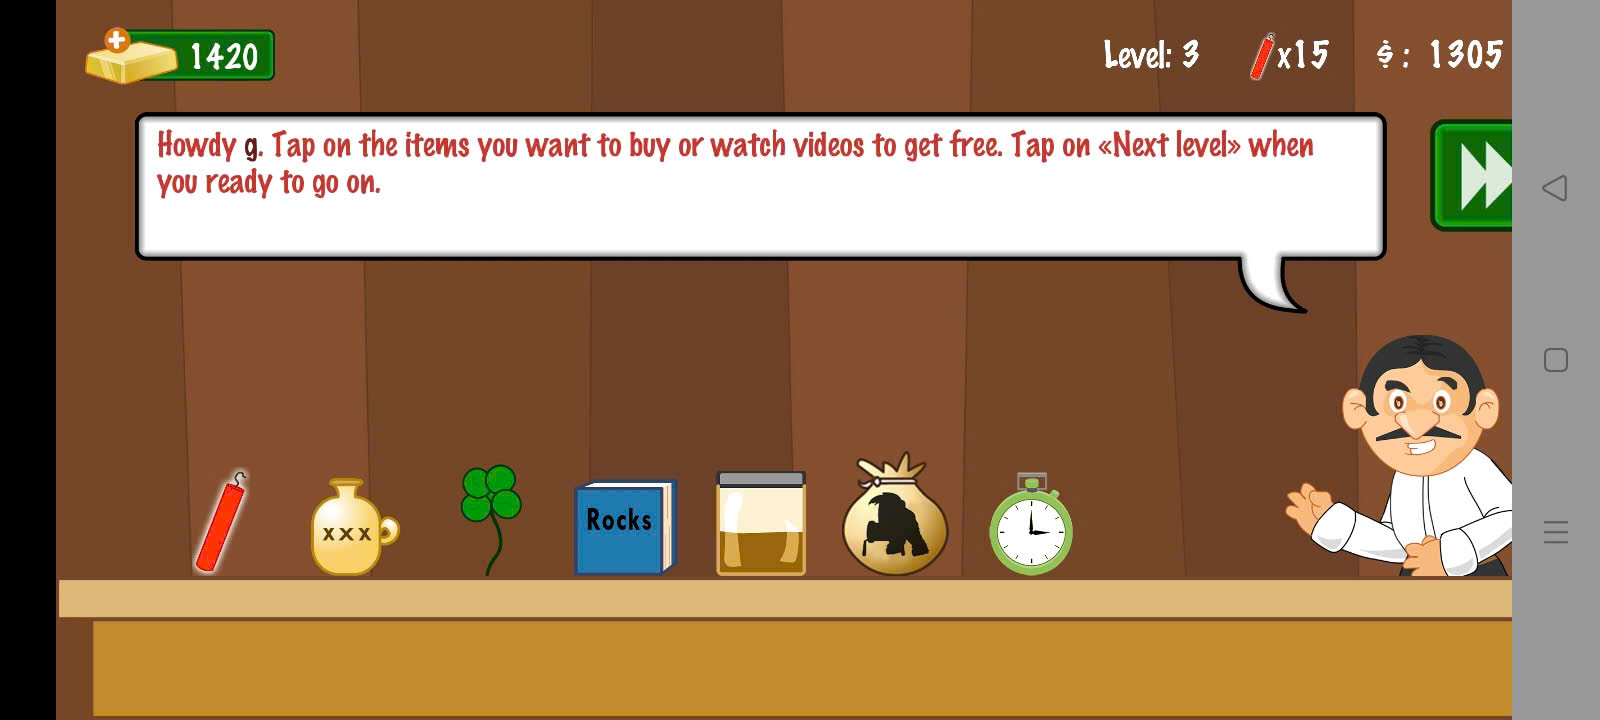 1420
Level: 3
x15
$ : 1305
Howdy g. Tap on the items you want to buy or watch videos to get free. Tap on «Next level» when
you ready to go on.
xxx
Rocks